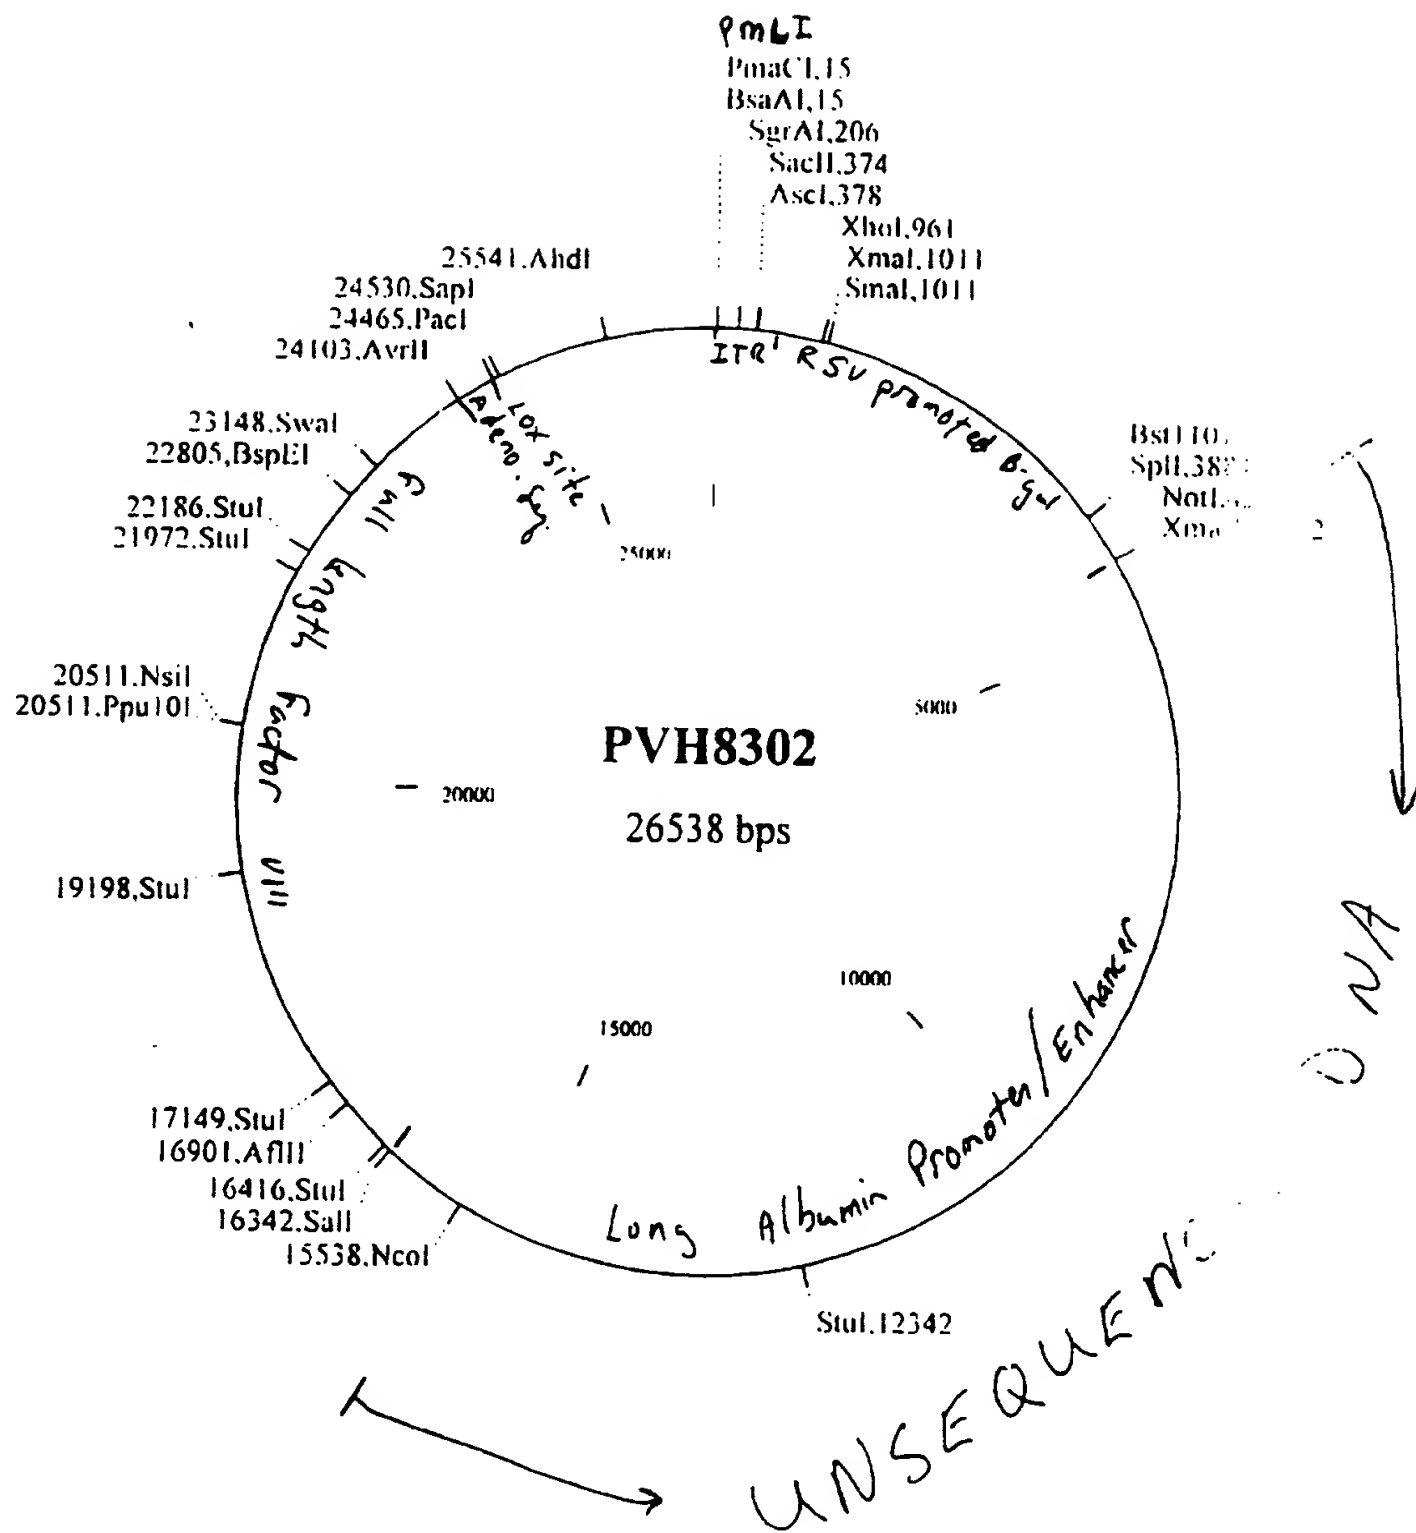 PmLI
PmaCI,15
BsaAI,15
SgrAI,206
SacII,374
AscI,378
XhoI,961
XmaI,1011
SmaI,1011
25541,AhdI
24530,SapI
24465,PacI
24103,AvrII
23148,SwaI
22805,BspEI
22186,StuI
21972,StuI
20511,NsiI
20511,Ppu10I
19198,StuI
17149,StuI
16901,AflII
16416,StuI
16342,SalI
15538,NcoI
StuI,12342
ITR
RSV promoted B-gal
LOX site
Adeno. Seq.
Full length Factor VIII
Long Albumin Promoter/Enhancer
25000
5000
20000
10000
15000
PVH8302
26538 bps
UNSEQUEN
DNA